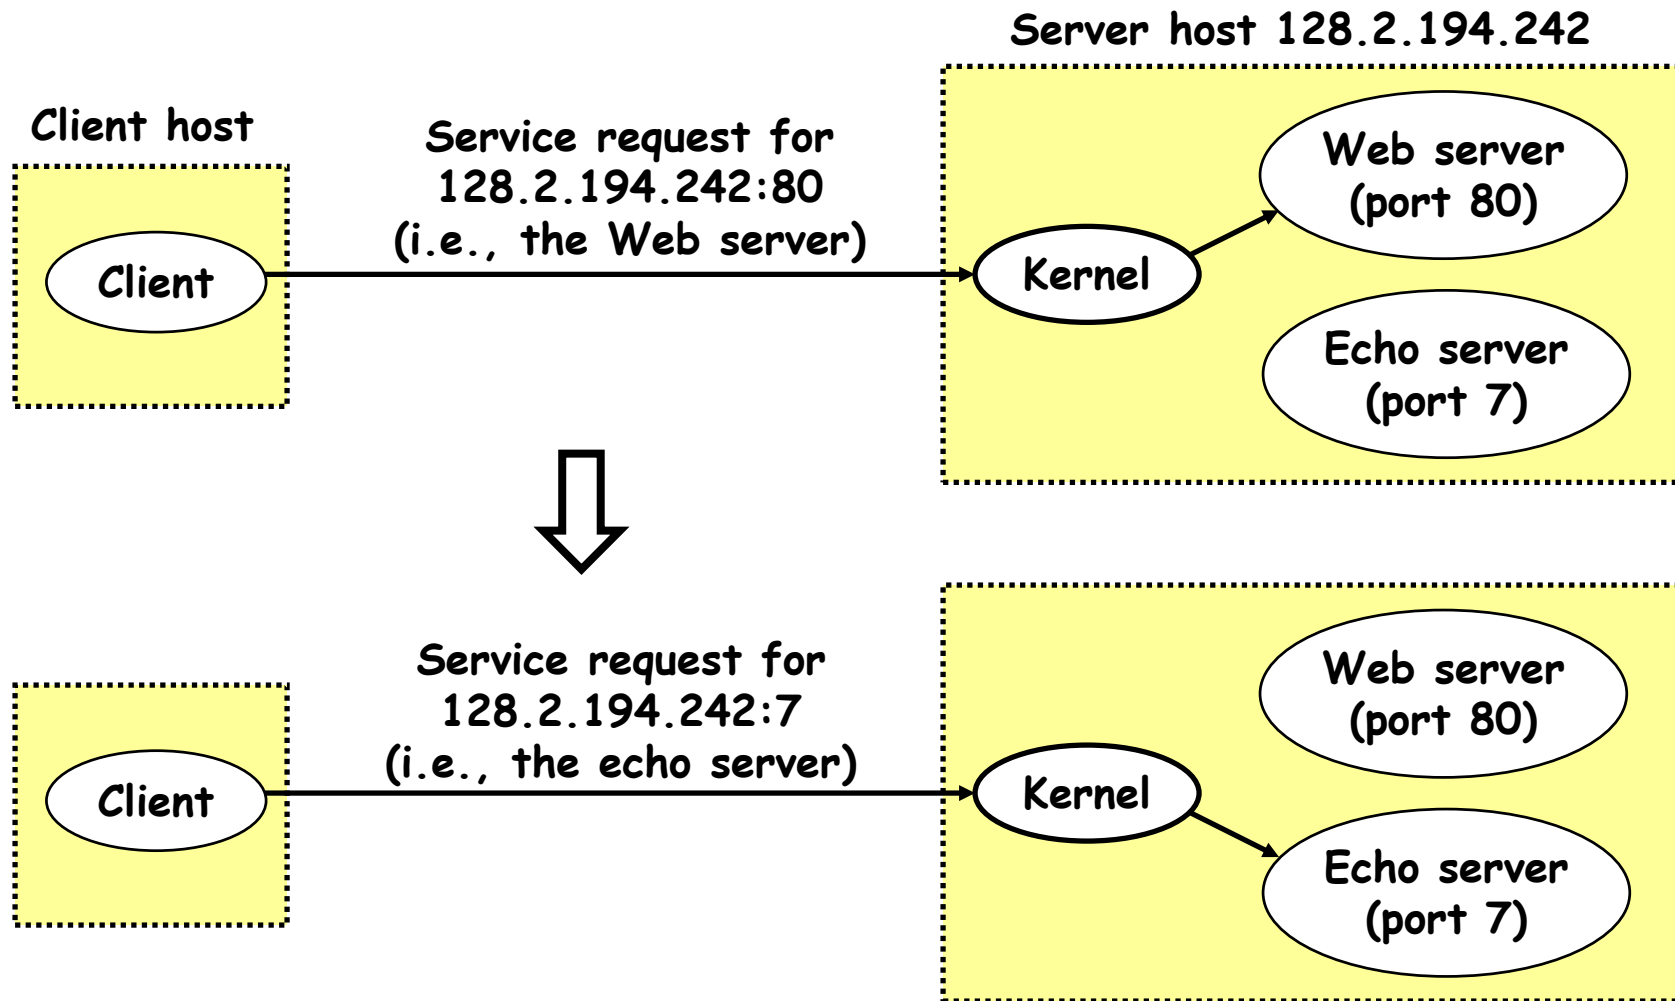 Server host 128.2.194.242
Client host
Service request for
128.2.194.242:80
(i.e., the Web server)
Client
Kernel
Web server
(port 80)
Echo server
(port 7)
Service request for
128.2.194.242:7
(i.e., the echo server)
Client
Kernel
Web server
(port 80)
Echo server
(port 7)